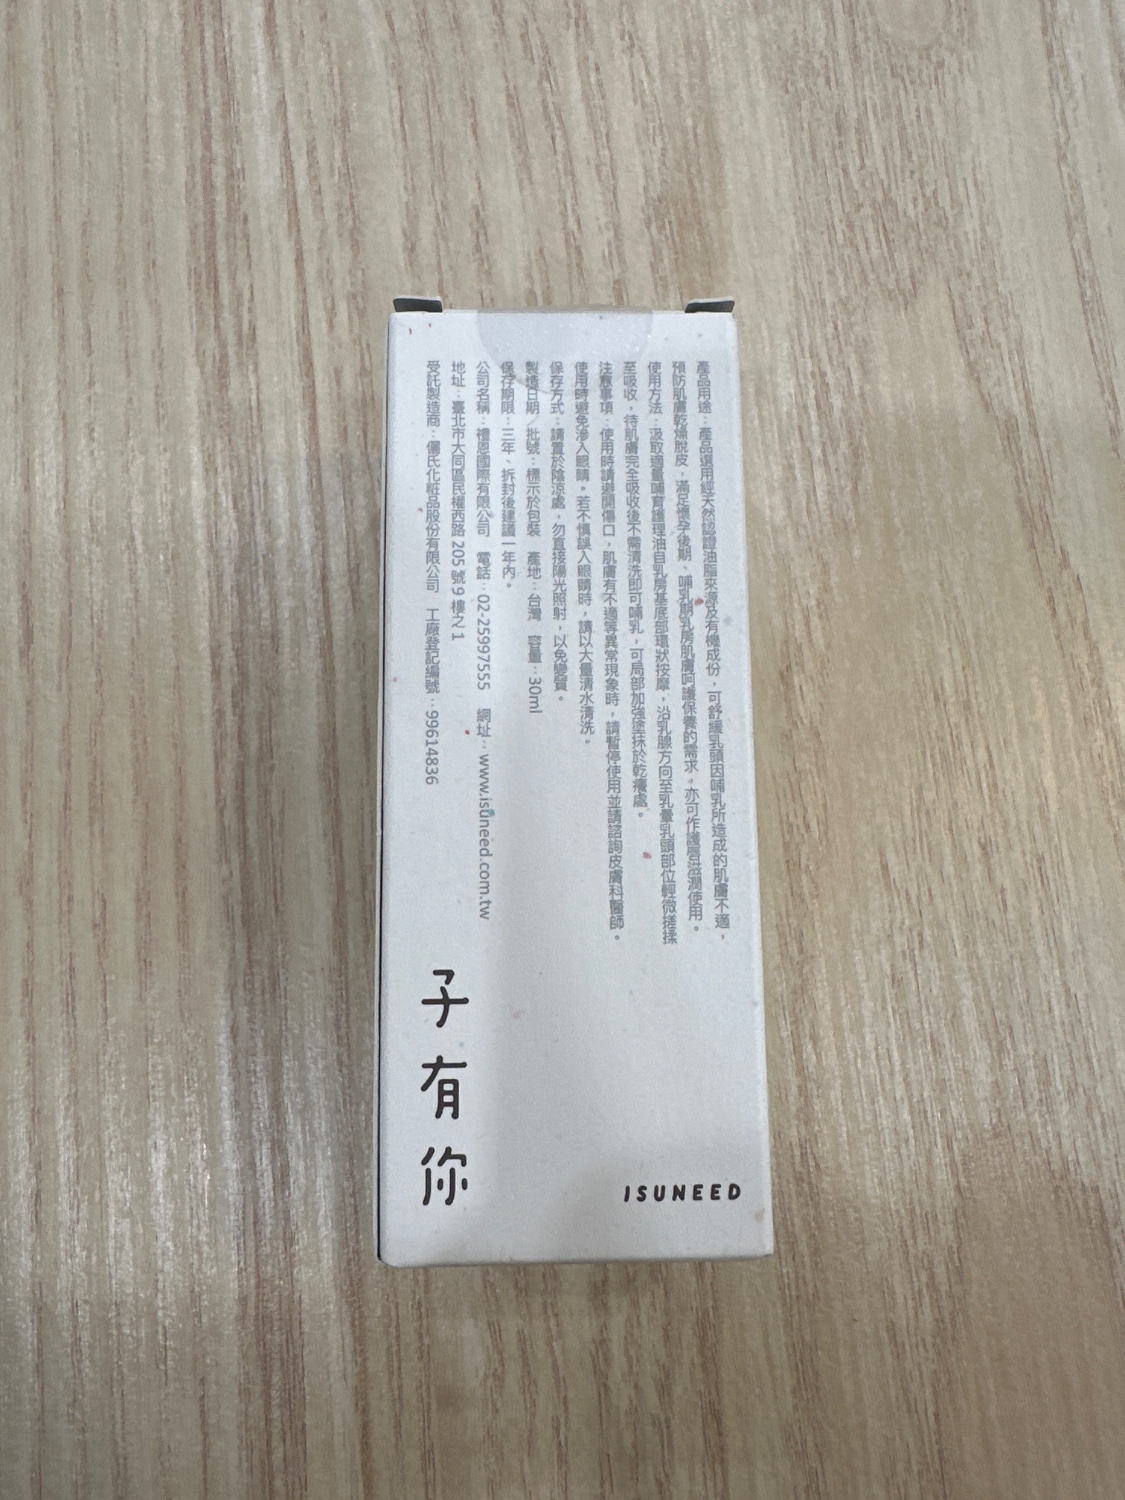 產品用途：產品選用經天然認證油脂來源及有機成份，可舒緩乳頭因哺乳所造成的肌膚不適，
預防肌膚乾燥脫皮，滿足懷孕後期、哺乳期乳房肌膚呵護保養的需求。亦可作護唇滋潤使用。
使用方法：汲取適量哺育護理油自乳房基底部環狀按摩，沿乳腺方向至乳暈乳頭部位輕微搓揉
至吸收，待肌膚完全吸收後不需清洗即可哺乳，可局部加強塗抹於乾癢處。
注意事項：使用時請避開傷口，肌膚有不適等異常現象時，請暫停使用並請諮詢皮膚科醫師。
使用時避免滲入眼睛。若不慎誤入眼睛時，請以大量清水清洗。
保存方式：請置於陰涼處，勿直接陽光照射，以免變質。
製造日期／批號：標示於包裝 產地：台灣 容量：30ml
保存期限：三年、拆封後建議一年內。
公司名稱：禮恩國際有限公司 電話：02-25997555 網址：www.isuneed.com.tw
地址：臺北市大同區民權西路205號9樓之1
受託製造商：儷氏化粧品股份有限公司 工廠登記編號：99614836
子有你
ISUNEED